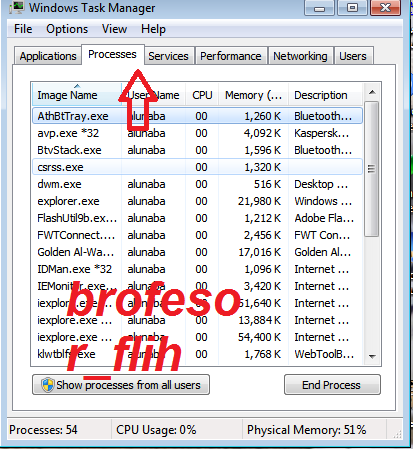 Windows Task Manager
File Options View Help
Applications Processes Services Performance Networking Users
Image Name User Name CPU Memory (... Description
AthBtTray.exe alunaba 00 1,260 K Bluetooth...
avp.exe *32 alunaba 00 4,092 K Kaspersk...
BtvStack.exe alunaba 00 1,596 K Bluetooth...
csrss.exe 00 1,320 K
dwm.exe alunaba 00 516 K Desktop ...
explorer.exe alunaba 00 21,980 K Windows ...
FlashUtil9b.ex... alunaba 00 1,212 K Adobe Fla...
FWTConnect.... alunaba 00 2,456 K FWT Conn...
Golden Al-Wa... alunaba 00 17,016 K Golden Al...
IDMan.exe *32 alunaba 00 1,096 K Internet ...
IEMonitor.exe... alunaba 00 3,420 K Internet ...
iexplore.exe ... alunaba 00 51,640 K Internet ...
iexplore.exe ... alunaba 00 13,884 K Internet ...
iexplore.exe ... alunaba 00 54,400 K Internet ...
klwtblfs.exe ... alunaba 00 1,768 K WebToolB...
brofeso
r_flih
Show processes from all users End Process
Processes: 54 CPU Usage: 0% Physical Memory: 51%